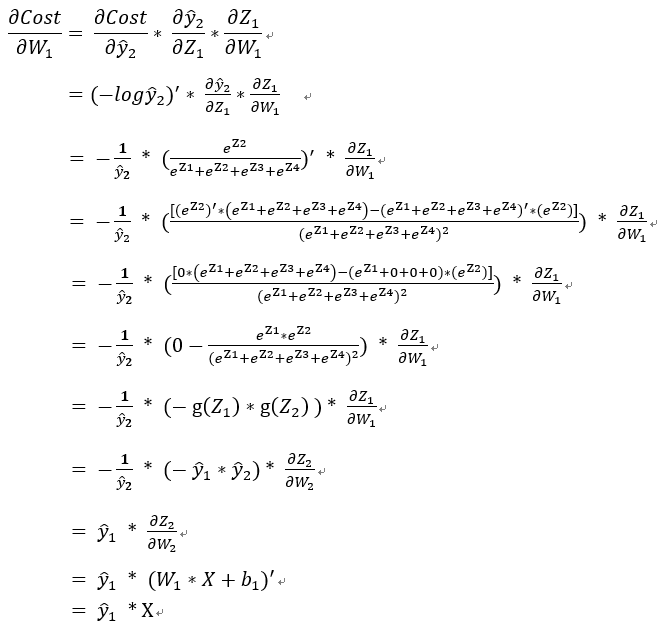 ∂Cost/∂W₁ = ∂Cost/∂ŷ₂ * ∂ŷ₂/∂Z₁ * ∂Z₁/∂W₁↵
= (−logŷ₂)′ * ∂ŷ₂/∂Z₁ * ∂Z₁/∂W₁ ↵
= −1/ŷ₂ * (e^Z2/(e^Z1+e^Z2+e^Z3+e^Z4))′ * ∂Z₁/∂W₁↵
= −1/ŷ₂ * ([(e^Z2)′*(e^Z1+e^Z2+e^Z3+e^Z4)−(e^Z1+e^Z2+e^Z3+e^Z4)′*(e^Z2)]/(e^Z1+e^Z2+e^Z3+e^Z4)²) * ∂Z₁/∂W₁↵
= −1/ŷ₂ * ([0*(e^Z1+e^Z2+e^Z3+e^Z4)−(e^Z1+0+0+0)*(e^Z2)]/(e^Z1+e^Z2+e^Z3+e^Z4)²) * ∂Z₁/∂W₁↵
= −1/ŷ₂ * (0 − e^Z1*e^Z2/(e^Z1+e^Z2+e^Z3+e^Z4)²) * ∂Z₁/∂W₁↵
= −1/ŷ₂ * (− g(Z₁) * g(Z₂) ) * ∂Z₁/∂W₁↵
= −1/ŷ₂ * (− ŷ₁ * ŷ₂) * ∂Z₂/∂W₂↵
= ŷ₁ * ∂Z₂/∂W₂↵
= ŷ₁ * (W₁ * X + b₁)′↵
= ŷ₁ * X↵